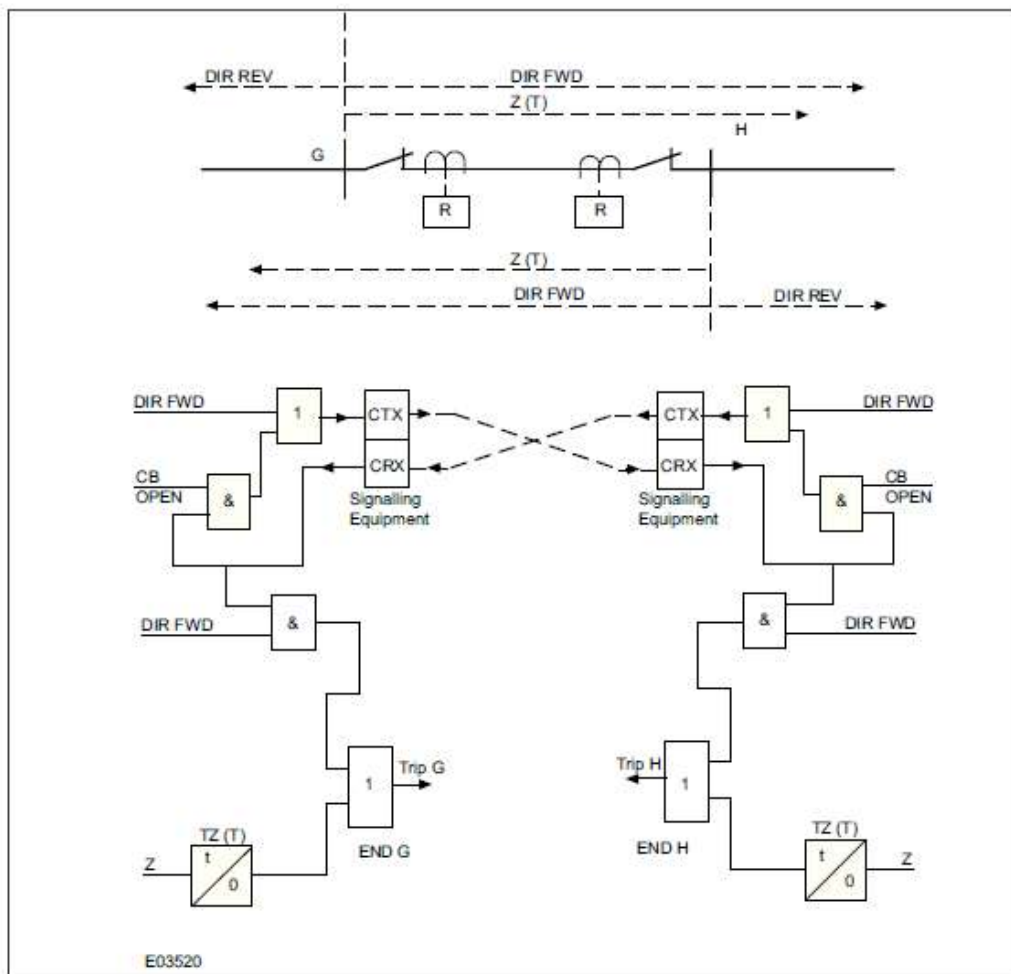 DIR REV
DIR FWD
Z (T)
H
G
R
R
Z (T)
DIR FWD
DIR REV
DIR FWD
1
CTX
CTX
1
DIR FWD
CB
OPEN
&
CRX
CRX
&
CB
OPEN
Signalling
Equipment
Signalling
Equipment
DIR FWD
&
&
DIR FWD
1
Trip G
Trip H
1
END G
END H
TZ (T)
TZ (T)
Z
t
0
t
0
Z
E03520